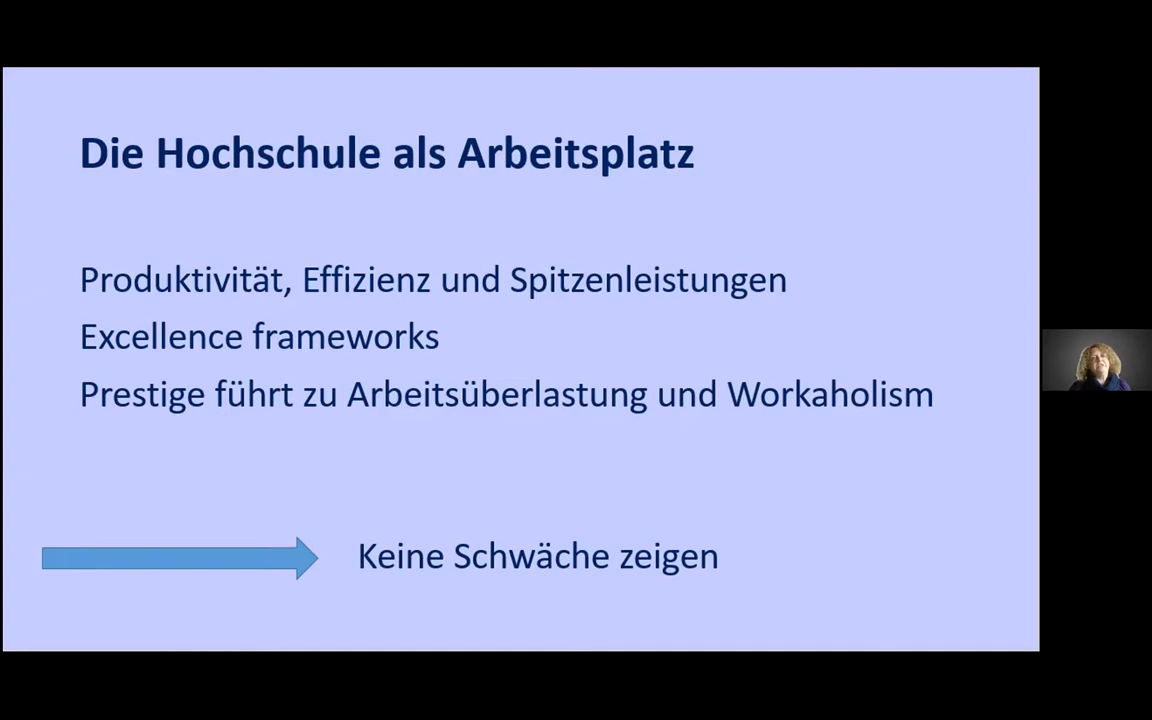 Die Hochschule als Arbeitsplatz
Produktivität, Effizienz und Spitzenleistungen
Excellence frameworks
Prestige führt zu Arbeitsüberlastung und Workaholism
Keine Schwäche zeigen